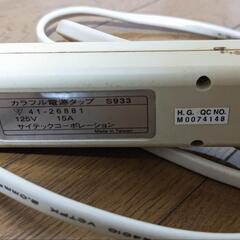 カラフル電源タップ S933
41-26881
125V 15A
サイテックコーポレーション
Made in Taiwan
H.G. QC NO.
M0074148